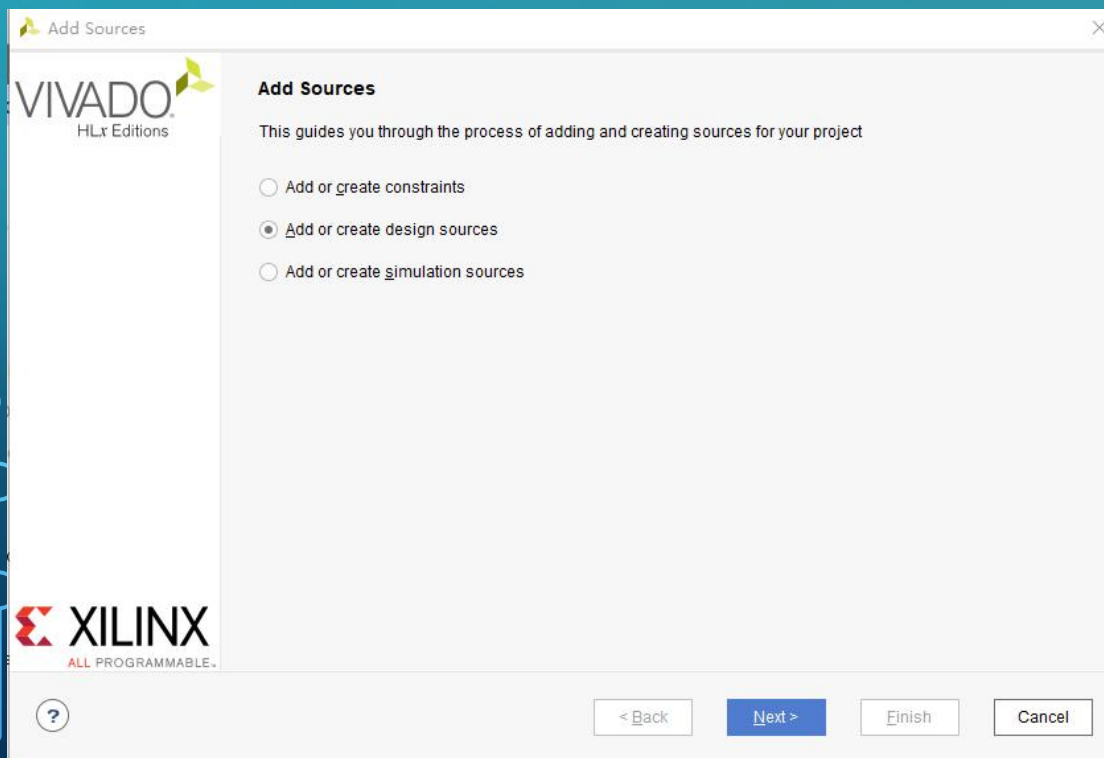 Add Sources
VIVADO
HLx Editions
Add Sources
This guides you through the process of adding and creating sources for your project
Add or create constraints
Add or create design sources
Add or create simulation sources
XILINX
ALL PROGRAMMABLE™
?
< Back
Next >
Finish
Cancel